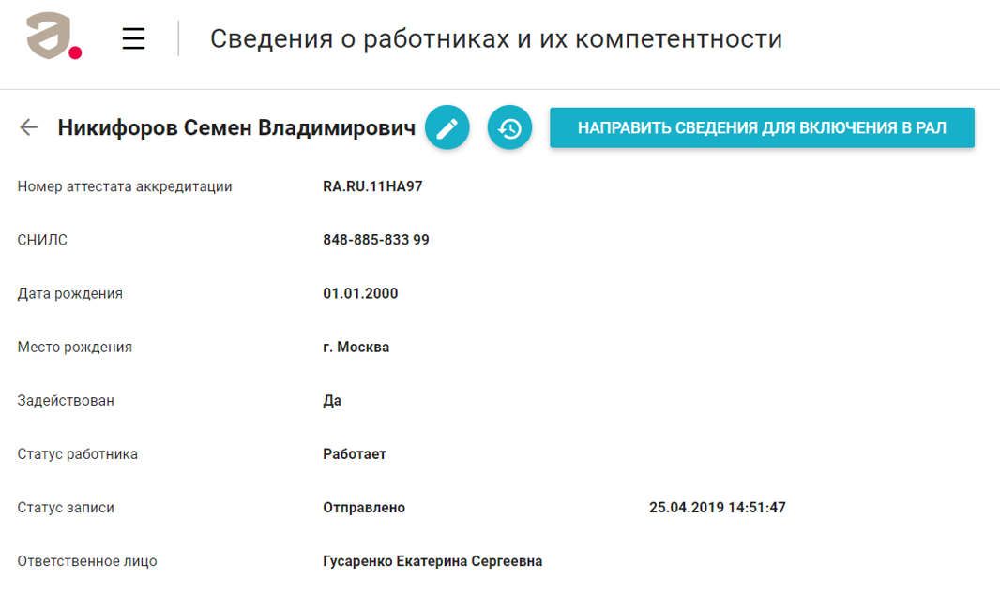 Сведения о работниках и их компетентности
Никифоров Семен Владимирович НАПРАВИТЬ СВЕДЕНИЯ ДЛЯ ВКЛЮЧЕНИЯ В РАЛ
Номер аттестата аккредитации RA.RU.11HA97
СНИЛС 848-885-833 99
Дата рождения 01.01.2000
Место рождения г. Москва
Задействован Да
Статус работника Работает
Статус записи Отправлено 25.04.2019 14:51:47
Ответственное лицо Гусаренко Екатерина Сергеевна